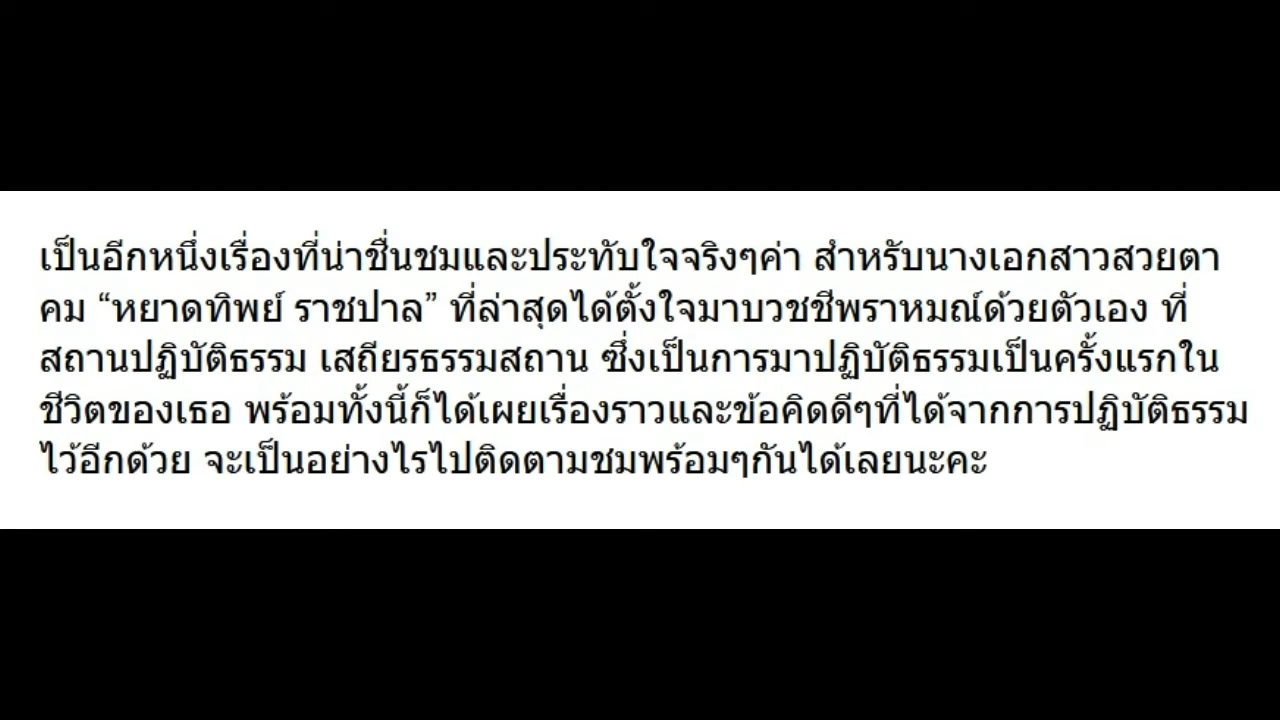 เป็นอีกหนึ่งเรื่องที่น่าชื่นชมและประทับใจจริงๆค่า สำหรับนางเอกสาวสวยตา
คม “หยาดทิพย์ ราชปาล” ที่ล่าสุดได้ตั้งใจมาบวชชีพราหมณ์ด้วยตัวเอง ที่
สถานปฏิบัติธรรม เสถียรธรรมสถาน ซึ่งเป็นการมาปฏิบัติธรรมเป็นครั้งแรกใน
ชีวิตของเธอ พร้อมทั้งนี้ก็ได้เผยเรื่องราวและข้อคิดดีๆที่ได้จากการปฏิบัติธรรม
ไว้อีกด้วย จะเป็นอย่างไรไปติดตามชมพร้อมๆกันได้เลยนะคะ